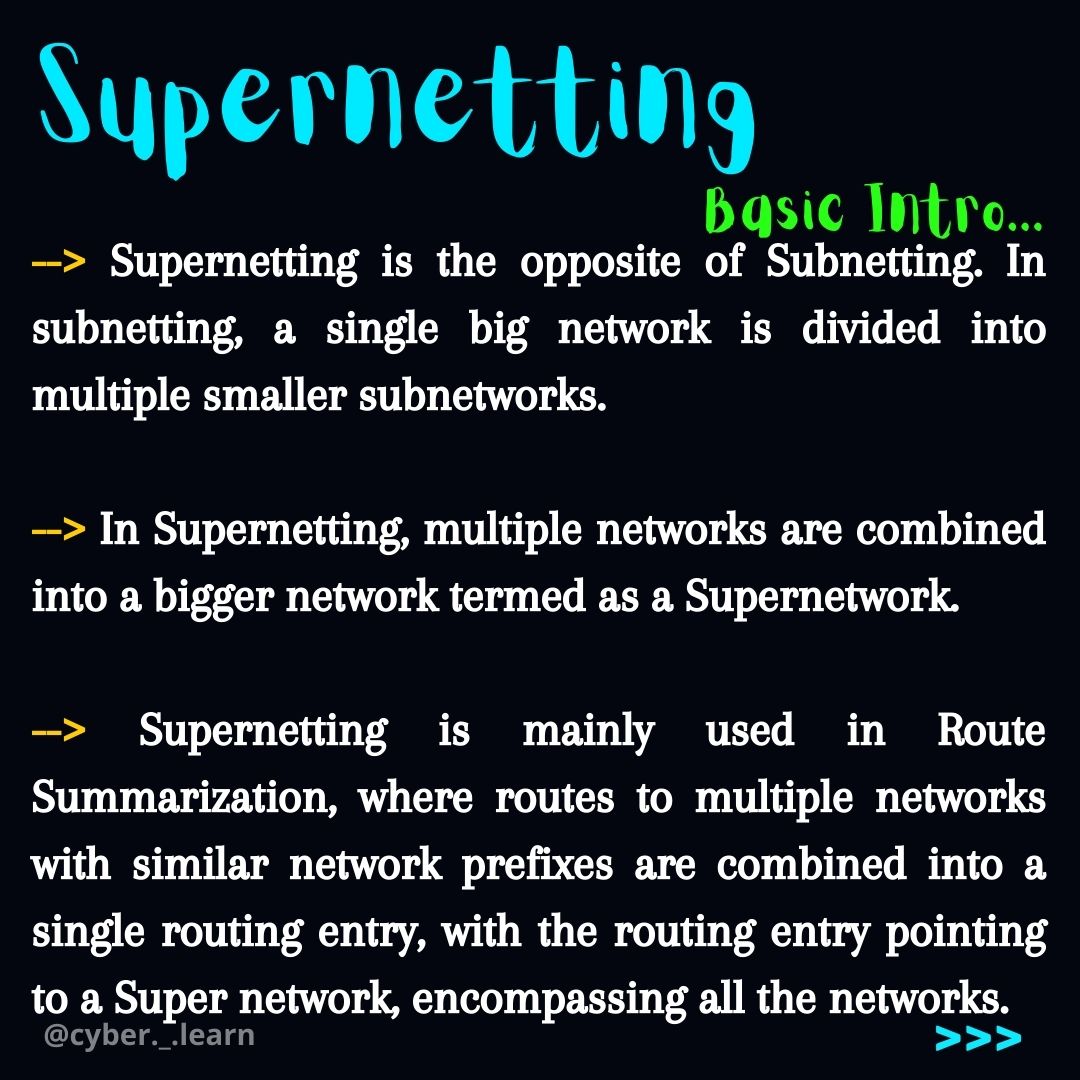 Supernetting
Basic Intro...
--> Supernetting is the opposite of Subnetting. In
subnetting, a single big network is divided into
multiple smaller subnetworks.
--> In Supernetting, multiple networks are combined
into a bigger network termed as a Supernetwork.
--> Supernetting is mainly used in Route
Summarization, where routes to multiple networks
with similar network prefixes are combined into a
single routing entry, with the routing entry pointing
to a Super network, encompassing all the networks.
@cyber._.learn
>>>